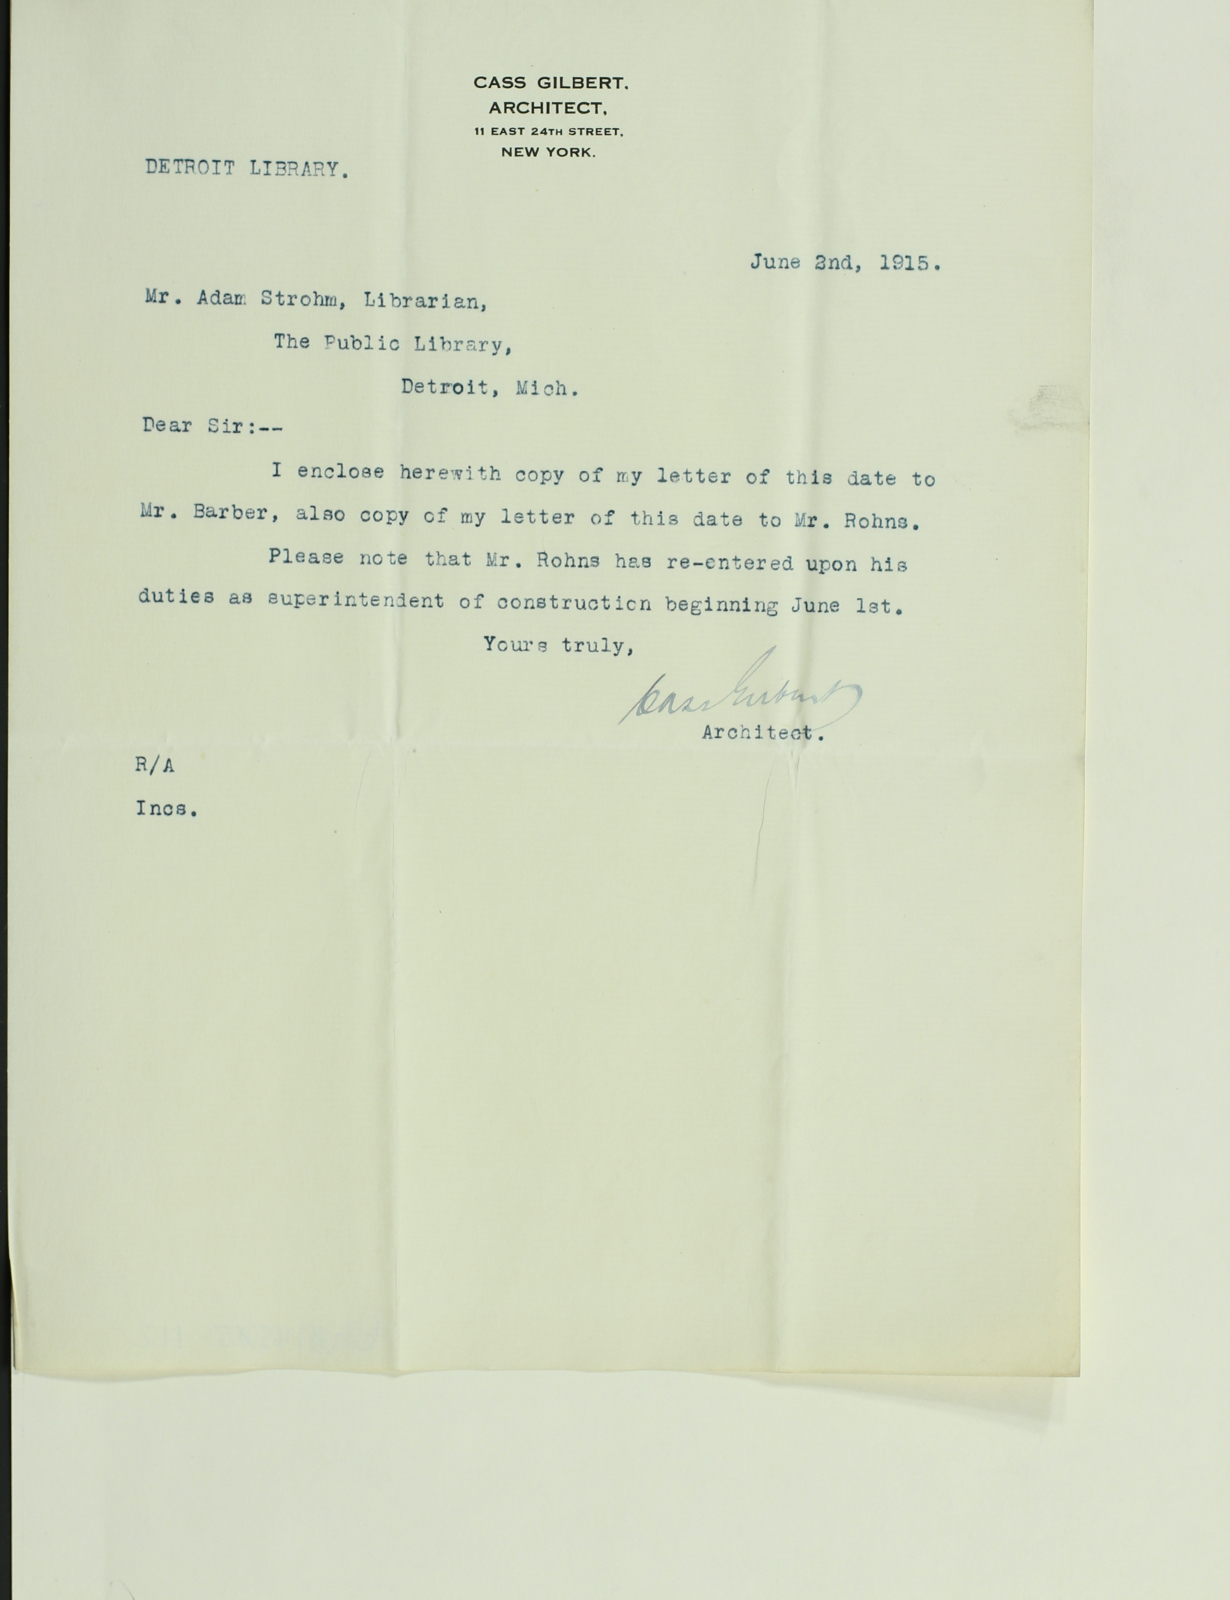 CASS GILBERT.
ARCHITECT,
11 EAST 24TH STREET,
NEW YORK.
DETROIT LIBRARY.
June 2nd, 1915.
Mr. Adam Strohm, Librarian,
The Public Library,
Detroit, Mich.
Dear Sir:--
I enclose herewith copy of my letter of this date to
Mr. Barber, also copy of my letter of this date to Mr. Rohns.
Please note that Mr. Rohns has re-entered upon his
duties as superintendent of construction beginning June 1st.
Yours truly,
Cass Gilbert
Architect.
R/A
Incs.